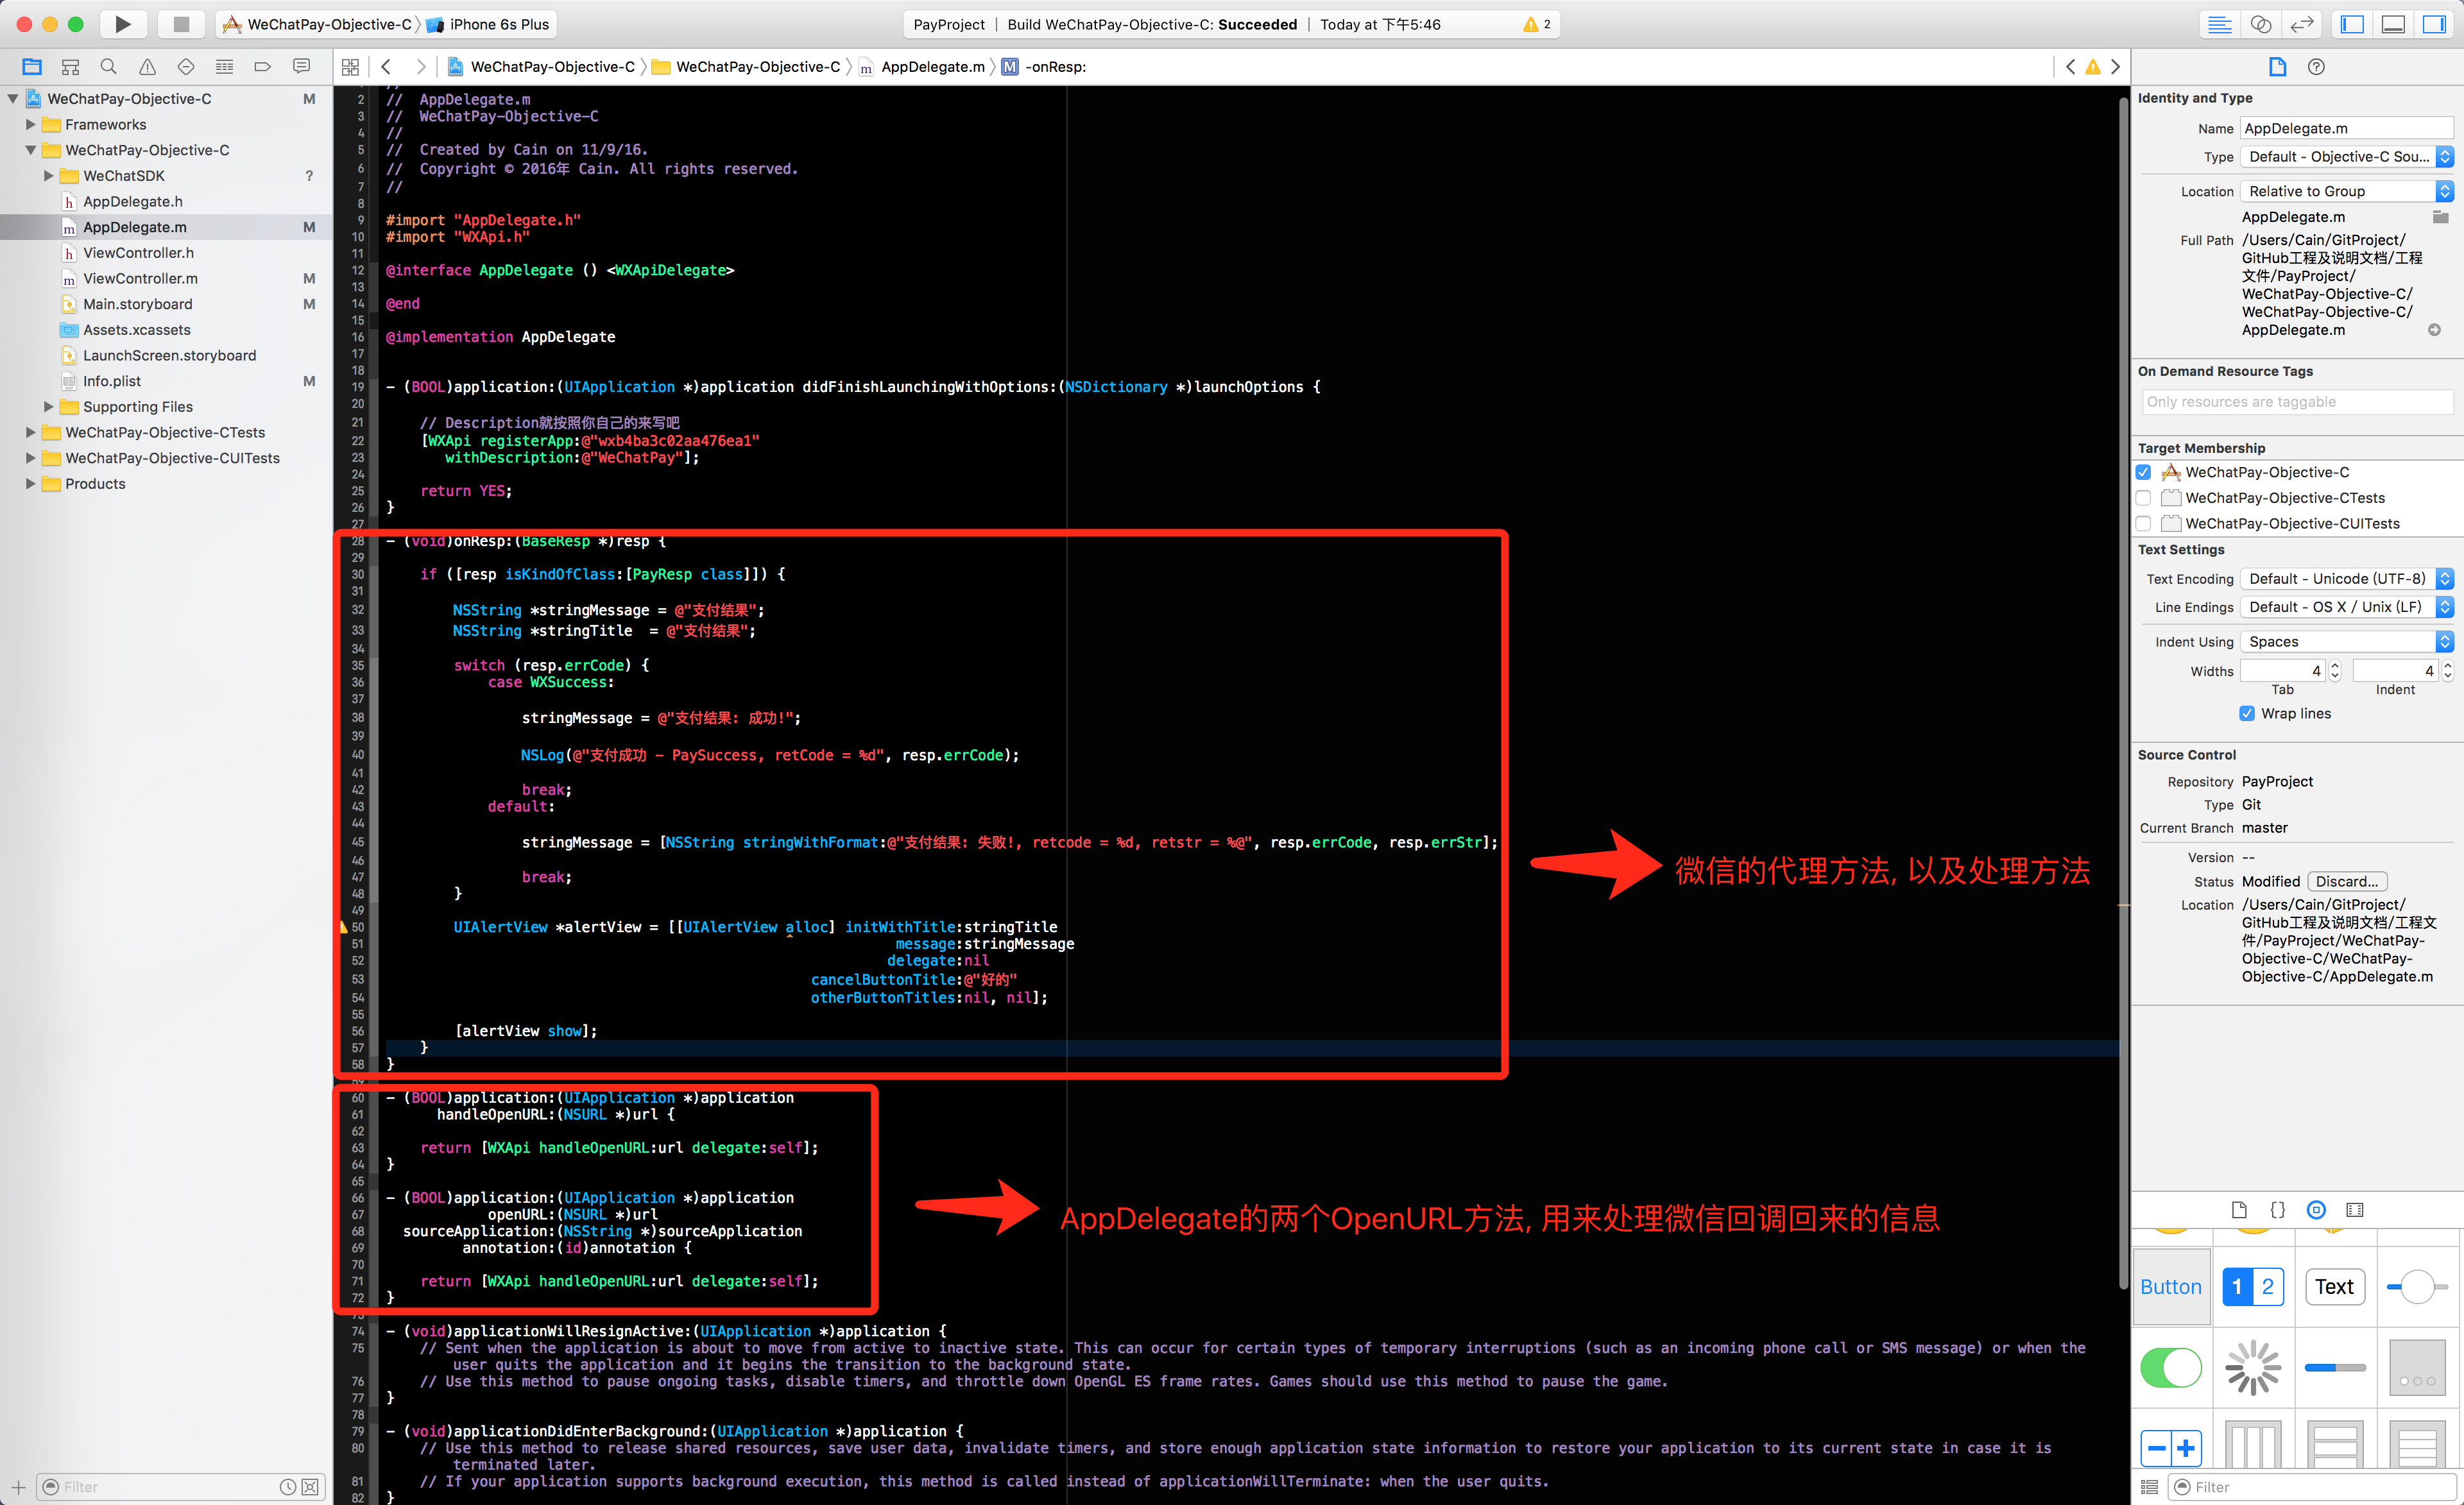 WeChatPay-Objective-C iPhone 6s Plus
PayProject | Build WeChatPay-Objective-C: Succeeded | Today at 下午5:46
2
WeChatPay-Objective-C WeChatPay-Objective-C AppDelegate.m M -onResp:
WeChatPay-Objective-C M
Frameworks
WeChatPay-Objective-C
WeChatSDK ?
h AppDelegate.h
m AppDelegate.m M
h ViewController.h
m ViewController.m M
Main.storyboard M
Assets.xcassets
LaunchScreen.storyboard
Info.plist M
Supporting Files
WeChatPay-Objective-CTests
WeChatPay-Objective-CUITests
Products
Filter
2 //  AppDelegate.m
3 //  WeChatPay-Objective-C
4 //
5 //  Created by Cain on 11/9/16.
6 //  Copyright © 2016年 Cain. All rights reserved.
7 //
8
9 #import "AppDelegate.h"
10 #import "WXApi.h"
11
12 @interface AppDelegate () <WXApiDelegate>
13
14 @end
15
16 @implementation AppDelegate
17
18
19 - (BOOL)application:(UIApplication *)application didFinishLaunchingWithOptions:(NSDictionary *)launchOptions {
20
21 // Description就按照你自己的来写吧
22 [WXApi registerApp:@"wxb4ba3c02aa476ea1"
23 withDescription:@"WeChatPay"];
24
25 return YES;
26 }
27
28 - (void)onResp:(BaseResp *)resp {
29
30 if ([resp isKindOfClass:[PayResp class]]) {
31
32 NSString *stringMessage = @"支付结果";
33 NSString *stringTitle  = @"支付结果";
34
35 switch (resp.errCode) {
36 case WXSuccess:
37
38 stringMessage = @"支付结果: 成功!";
39
40 NSLog(@"支付成功 - PaySuccess, retCode = %d", resp.errCode);
41
42 break;
43 default:
44
45 stringMessage = [NSString stringWithFormat:@"支付结果: 失败!, retcode = %d, retstr = %@", resp.errCode, resp.errStr];
46
47 break;
48 }
49
50 UIAlertView *alertView = [[UIAlertView alloc] initWithTitle:stringTitle
51 message:stringMessage
52 delegate:nil
53 cancelButtonTitle:@"好的"
54 otherButtonTitles:nil, nil];
55
56 [alertView show];
57 }
58 }
59
60 - (BOOL)application:(UIApplication *)application
61 handleOpenURL:(NSURL *)url {
62
63 return [WXApi handleOpenURL:url delegate:self];
64 }
65
66 - (BOOL)application:(UIApplication *)application
67 openURL:(NSURL *)url
68 sourceApplication:(NSString *)sourceApplication
69 annotation:(id)annotation {
70
71 return [WXApi handleOpenURL:url delegate:self];
72 }
73
74 - (void)applicationWillResignActive:(UIApplication *)application {
75 // Sent when the application is about to move from active to inactive state. This can occur for certain types of temporary interruptions (such as an incoming phone call or SMS message) or when the
user quits the application and it begins the transition to the background state.
76 // Use this method to pause ongoing tasks, disable timers, and throttle down OpenGL ES frame rates. Games should use this method to pause the game.
77 }
78
79 - (void)applicationDidEnterBackground:(UIApplication *)application {
80 // Use this method to release shared resources, save user data, invalidate timers, and store enough application state information to restore your application to its current state in case it is
terminated later.
81 // If your application supports background execution, this method is called instead of applicationWillTerminate: when the user quits.
82 }
微信的代理方法, 以及处理方法
AppDelegate的两个OpenURL方法, 用来处理微信回调回来的信息
Identity and Type
Name AppDelegate.m
Type Default - Objective-C Sou...
Location Relative to Group
AppDelegate.m
Full Path /Users/Cain/GitProject/
GitHub工程及说明文档/工程
文件/PayProject/
WeChatPay-Objective-C/
WeChatPay-Objective-C/
AppDelegate.m
On Demand Resource Tags
Only resources are taggable
Target Membership
WeChatPay-Objective-C
WeChatPay-Objective-CTests
WeChatPay-Objective-CUITests
Text Settings
Text Encoding Default - Unicode (UTF-8)
Line Endings Default - OS X / Unix (LF)
Indent Using Spaces
Widths 4 4
Tab Indent
Wrap lines
Source Control
Repository PayProject
Type Git
Current Branch master
Version --
Status Modified Discard...
Location /Users/Cain/GitProject/
GitHub工程及说明文档/工程文
件/PayProject/WeChatPay-
Objective-C/WeChatPay-
Objective-C/AppDelegate.m
{}
Button 1 2 Text
Filter